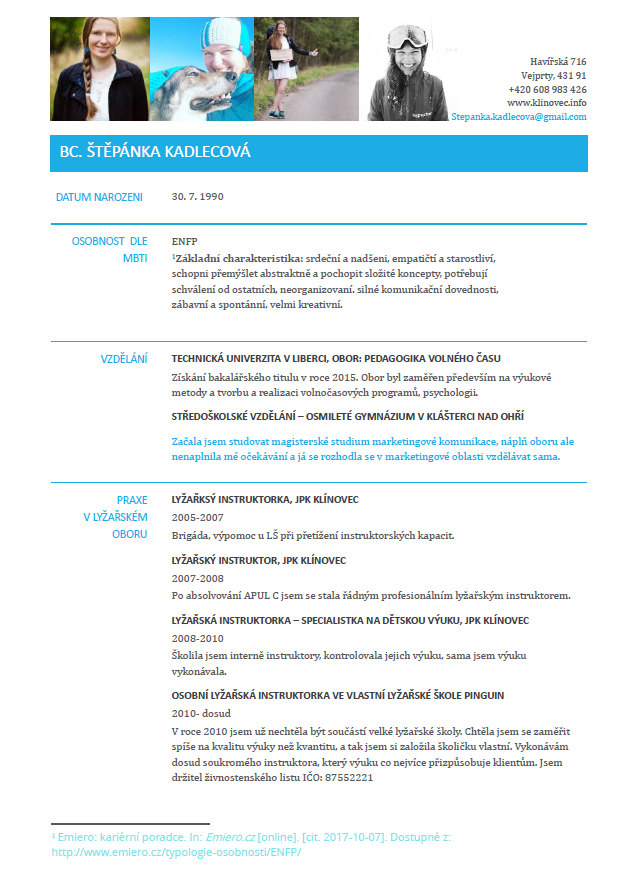 Havířská 716
Vejprty, 431 91
+420 608 983 426
www.klinovec.info
Stepanka.kadlecova@gmail.com
BC. ŠTĚPÁNKA KADLECOVÁ
DATUM NAROZENI
30. 7. 1990
OSOBNOST DLE
MBTI
ENFP
¹Základní charakteristika: srdeční a nadšeni, empatičtí a starostliví,
schopni přemýšlet abstraktně a pochopit složité koncepty, potřebují
schválení od ostatních, neorganizovaní. silné komunikační dovednosti,
zábavní a spontánní, velmi kreativní.
VZDĚLÁNÍ
TECHNICKÁ UNIVERZITA V LIBERCI, OBOR: PEDAGOGIKA VOLNÉHO ČASU
Získání bakalářského titulu v roce 2015. Obor byl zaměřen především na výukové
metody a tvorbu a realizaci volnočasových programů, psychologii.
STŘEDOŠKOLSKÉ VZDĚLÁNÍ – OSMILETÉ GYMNÁZIUM V KLÁŠTERCI NAD OHŘÍ
Začala jsem studovat magisterské studium marketingové komunikace, náplň oboru ale
nenaplnila mé očekávání a já se rozhodla se v marketingové oblasti vzdělávat sama.
PRAXE
V LYŽAŘSKÉM
OBORU
LYŽAŘKSÝ INSTRUKTORKA, JPK KLÍNOVEC
2005-2007
Brigáda, výpomoc u LŠ při přetížení instruktorských kapacit.
LYŽAŘSKÝ INSTRUKTOR, JPK KLÍNOVEC
2007-2008
Po absolvování APUL C jsem se stala řádným profesionálním lyžařským instruktorem.
LYŽAŘSKÁ INSTRUKTORKA – SPECIALISTKA NA DĚTSKOU VÝUKU, JPK KLÍNOVEC
2008-2010
Školila jsem interně instruktory, kontrolovala jejich výuku, sama jsem výuku
vykonávala.
OSOBNÍ LYŽAŘSKÁ INSTRUKTORKA VE VLASTNÍ LYŽAŘSKÉ ŠKOLE PINGUIN
2010- dosud
V roce 2010 jsem už nechtěla být součástí velké lyžařské školy. Chtěla jsem se zaměřit
spíše na kvalitu výuky než kvantitu, a tak jsem si založila školičku vlastní. Vykonávám
dosud soukromého instruktora, který výuku co nejvíce přizpůsobuje klientům. Jsem
držitel živnostenského listu IČO: 87552221
¹ Emiero: kariérní poradce. In: Emiero.cz [online]. [cit. 2017-10-07]. Dostupné z:
http://www.emiero.cz/typologie-osobnosti/ENFP/